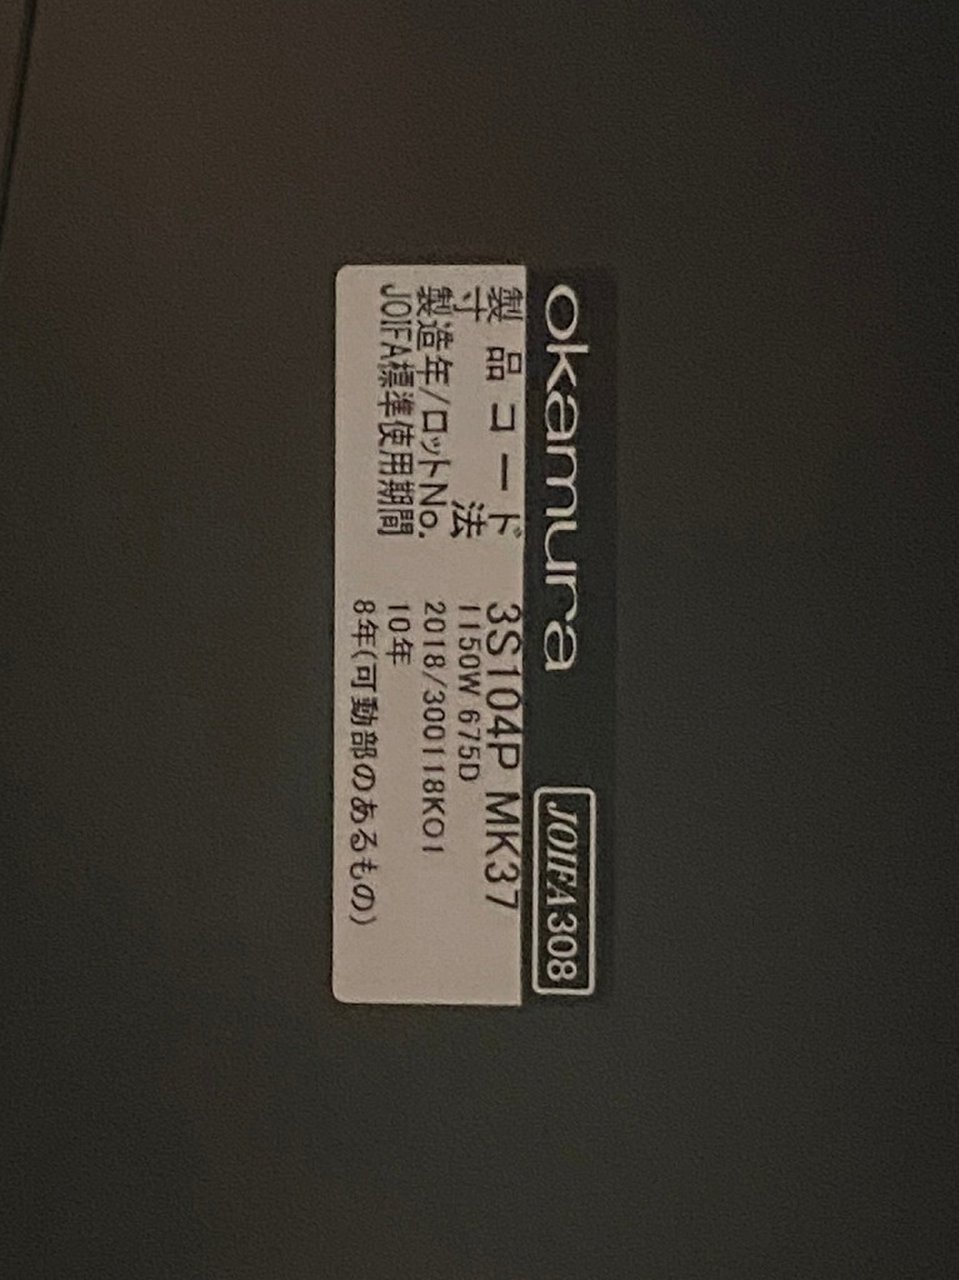 okamura JOIFA308
製品コード 3S104P MK37
寸法 1150W 675D
製造年/ロットNo. 2018/300118K01
JOIFA標準使用期間 10年
8年(可動部のあるもの)